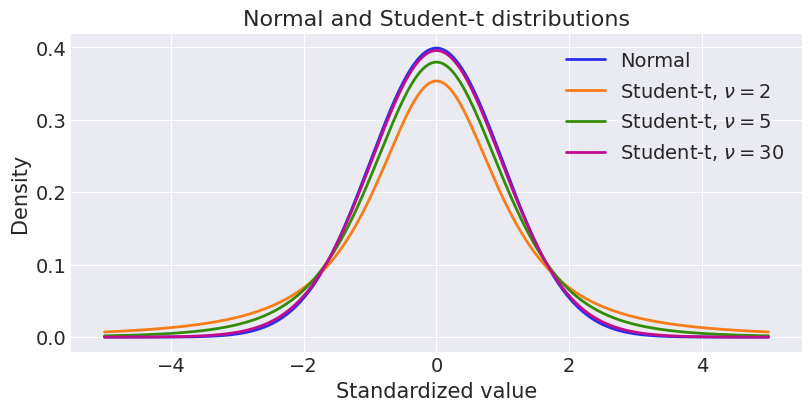 Normal and Student-t distributions
Normal
Student-t, ν = 2
Student-t, ν = 5
Student-t, ν = 30
Density
0.4
0.3
0.2
0.1
0.0
−4 −2 0 2 4
Standardized value